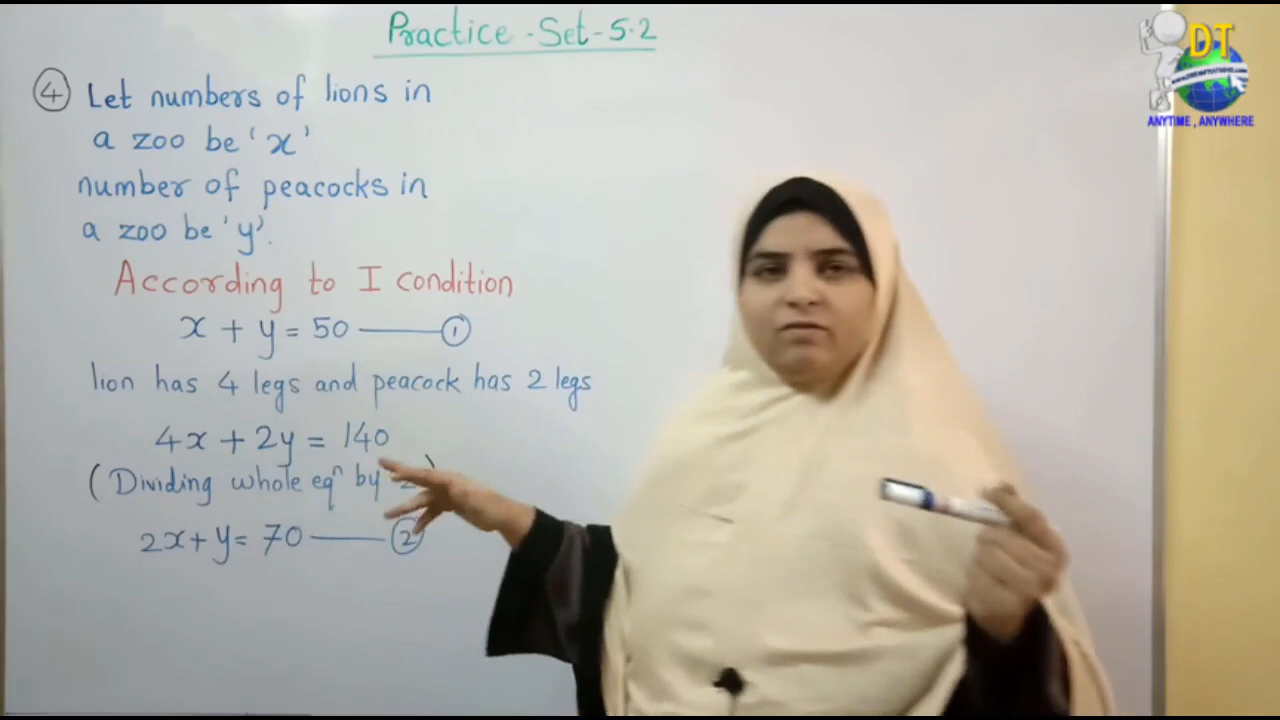 Practice - Set - 5.2
④ Let numbers of lions in
a zoo be 'x'
number of peacocks in
a zoo be 'y'.
According to I condition
x + y = 50 —— ①
lion has 4 legs and peacock has 2 legs
4x + 2y = 140
(Dividing whole eqⁿ by 2)
2x + y = 70 —— ②
DT
ANYTIME , ANYWHERE